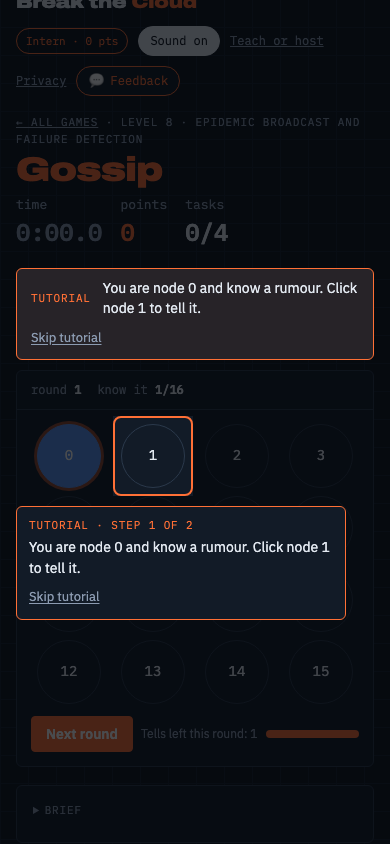 Break the Cloud
Intern · 0 pts
Sound on
Teach or host
Privacy
💬 Feedback
← ALL GAMES · LEVEL 8 · EPIDEMIC BROADCAST AND
FAILURE DETECTION
Gossip
time points tasks
0:00.0 0 0/4
TUTORIAL
You are node 0 and know a rumour. Click
node 1 to tell it.
Skip tutorial
round 1 know it 1/16
0 1 2 3
TUTORIAL · STEP 1 OF 2
You are node 0 and know a rumour. Click node 1
to tell it.
Skip tutorial
12 13 14 15
Next round
Tells left this round: 1
▶ BRIEF